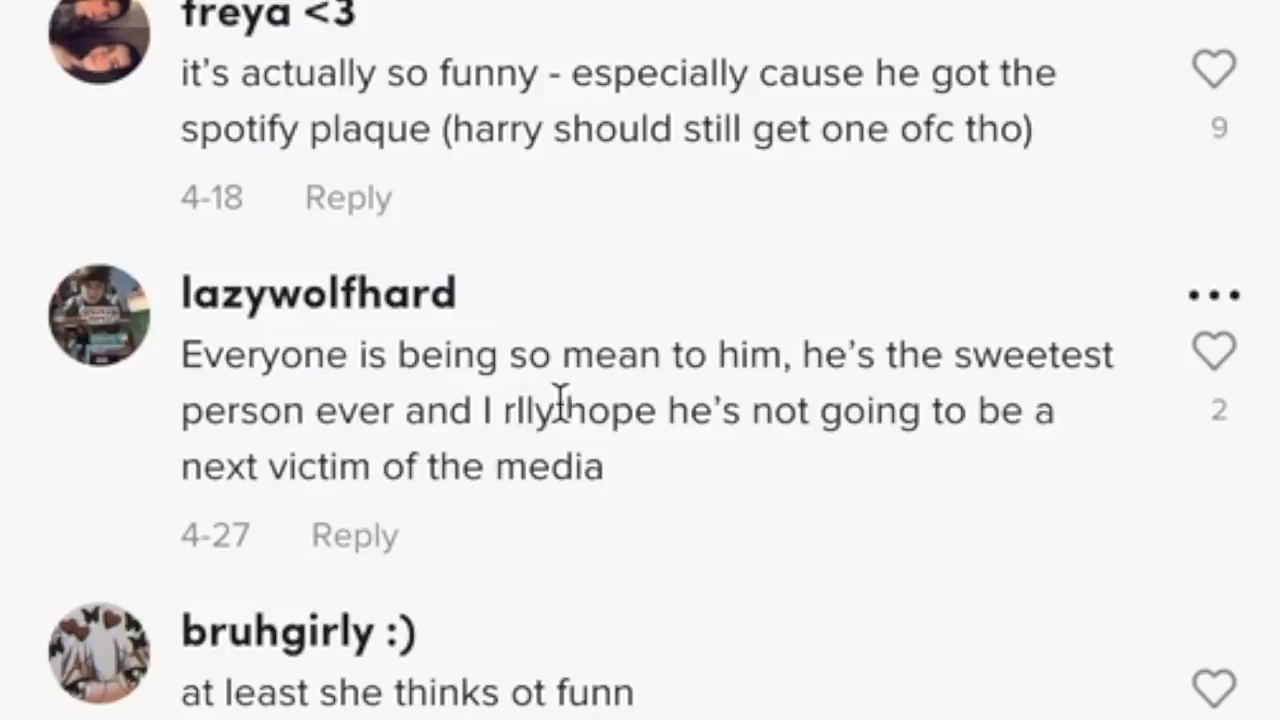 freya <3
it's actually so funny - especially cause he got the
spotify plaque (harry should still get one ofc tho)
9
4-18 Reply
lazywolfhard
Everyone is being so mean to him, he's the sweetest
person ever and I rlly hope he's not going to be a
next victim of the media
2
4-27 Reply
bruhgirly :)
at least she thinks ot funn